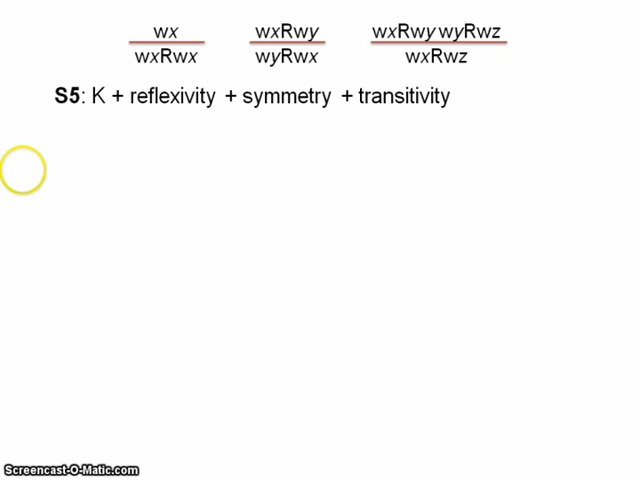 wx wxRwy wxRwy wyRwz
wxRwx wyRwx wxRwz
S5: K + reflexivity + symmetry + transitivity
Screencast-O-Matic.com